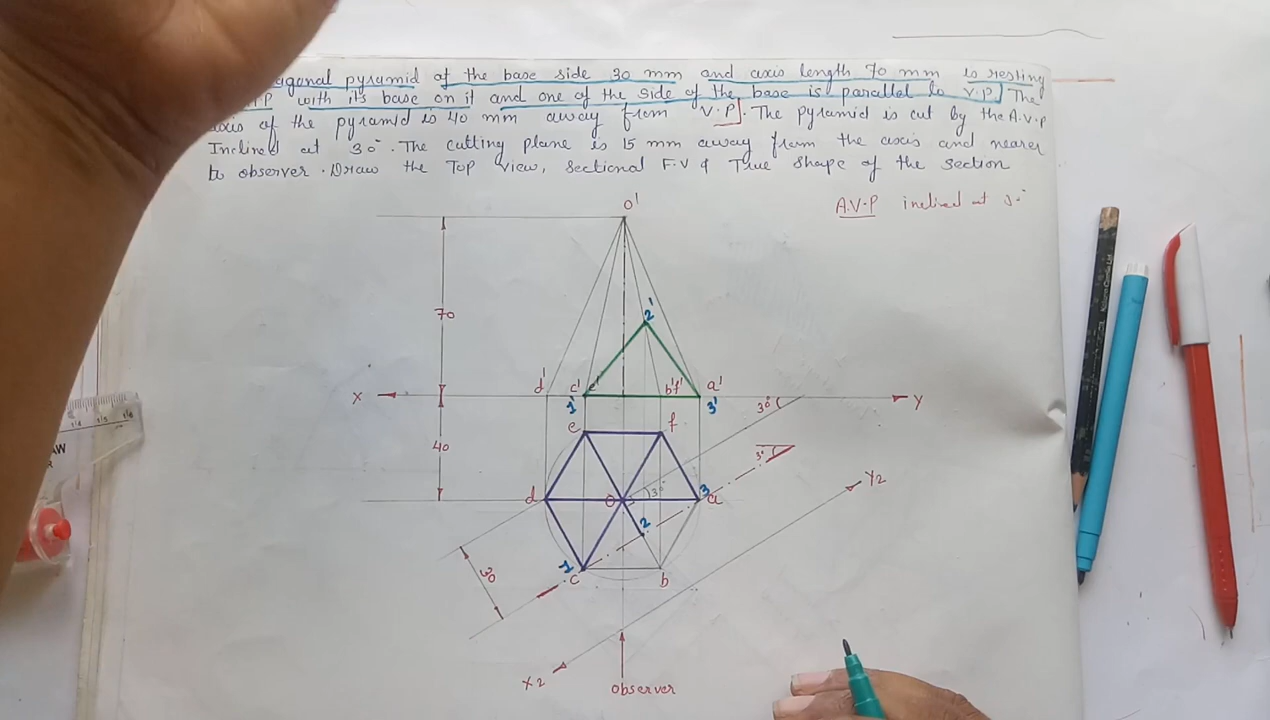 agonal pyramid of the base side 30 mm and axis length 70 mm is resting
P with its base on it and one of the side of the base is parallel to V.P] The
axis of the pyramid is 40 mm away from V.P]. The pyramid is cut by the A.V.P
Inclined at 30°. The cutting plane is 15 mm away from the axis and nearer
to observer. Draw the Top view, sectional F.V & True shape of the section
A.V.P inclined at 3
O'
70
2'
d' c' e' b'f' a'
X 1' 3' 30° Y
e f
40
30°
d O 30° 3 a
2
Y2
1
c b
30
X2
observer